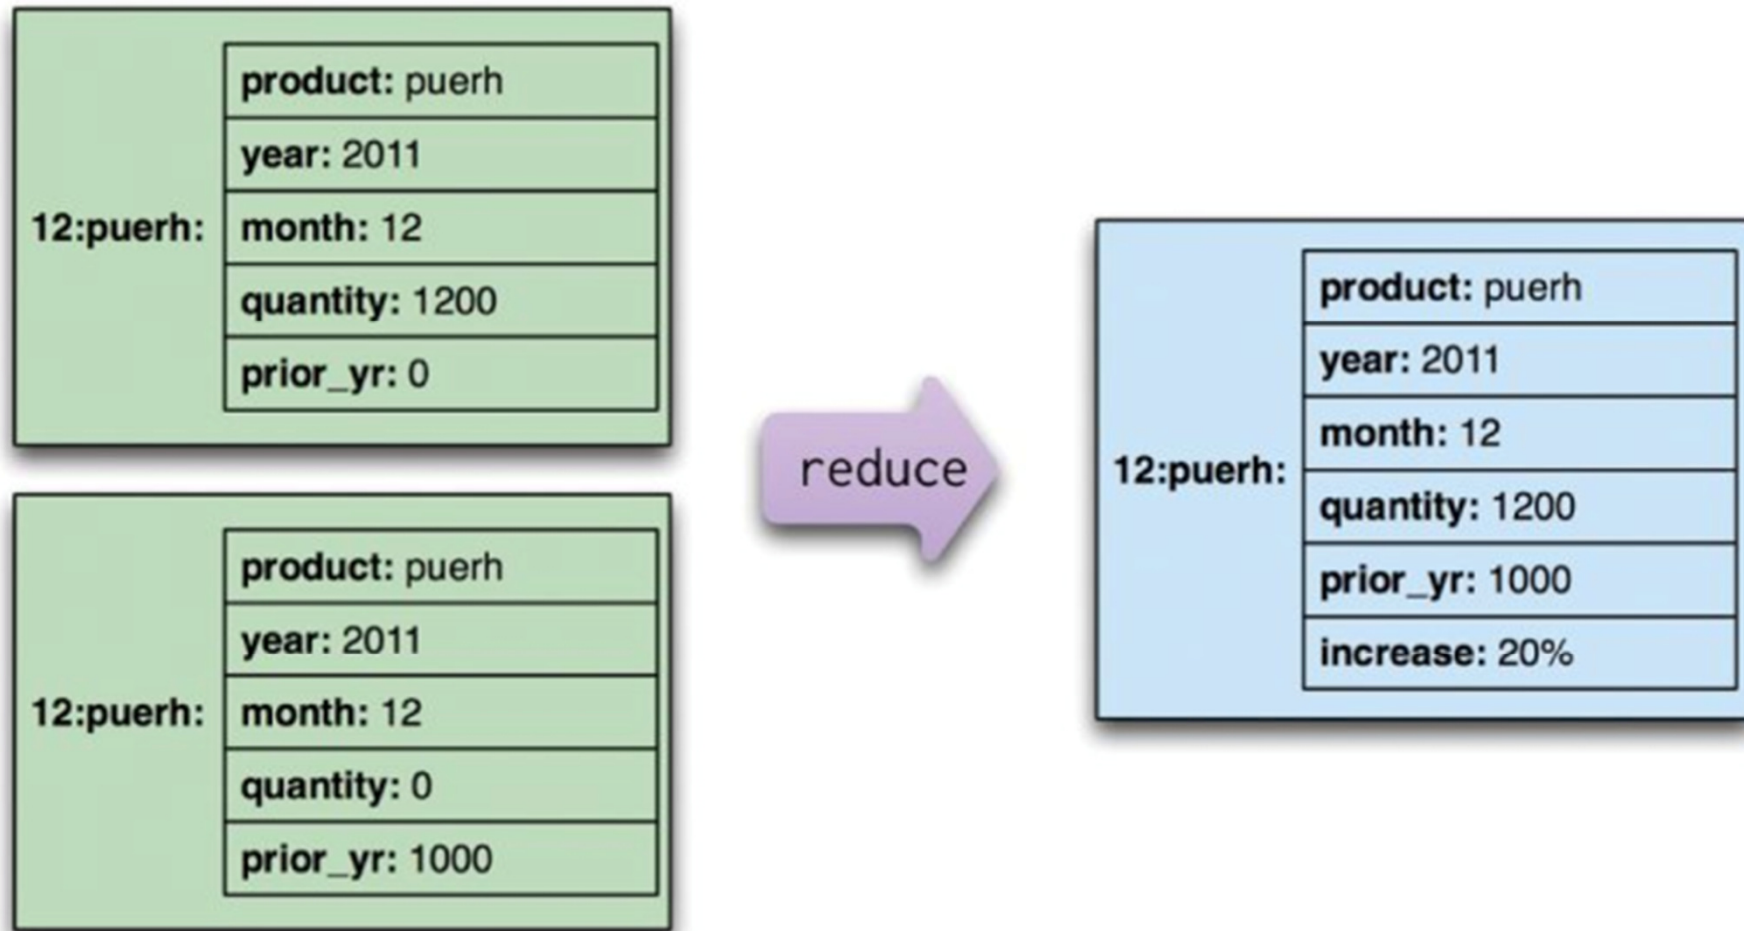 product: puerh
year: 2011
12:puerh:
month: 12
quantity: 1200
prior_yr: 0
product: puerh
year: 2011
12:puerh:
month: 12
quantity: 0
prior_yr: 1000
reduce
product: puerh
year: 2011
month: 12
12:puerh:
quantity: 1200
prior_yr: 1000
increase: 20%